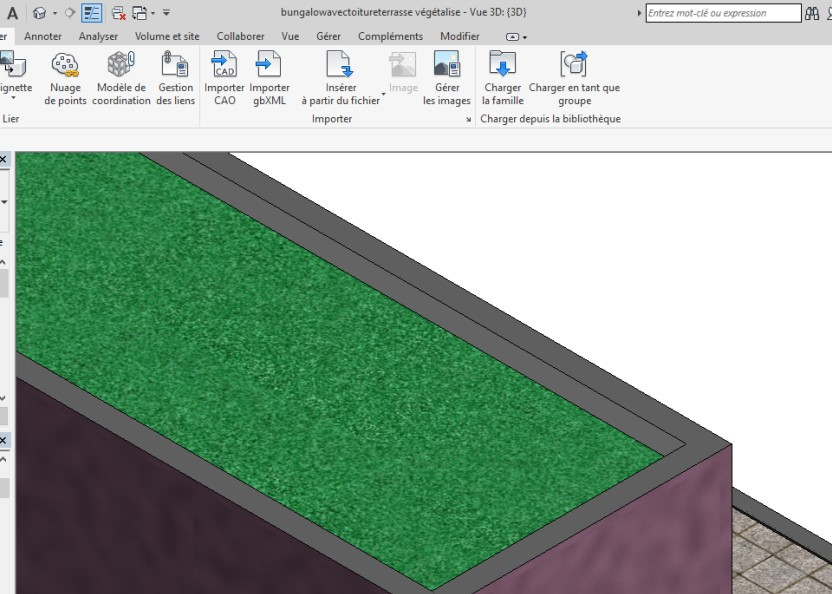 A
bungalowavectoitureterrasse végétalise - Vue 3D: {3D}
Entrez mot-clé ou expression
er Annoter Analyser Volume et site Collaborer Vue Gérer Compléments Modifier
ignette
Nuage
de points
Modèle de
coordination
Gestion
des liens
CAD
Importer
CAO
Importer
gbXML
Insérer
à partir du fichier
Image
Gérer
les images
Charger
la famille
Charger en tant que
groupe
Lier
Importer
Charger depuis la bibliothèque
e